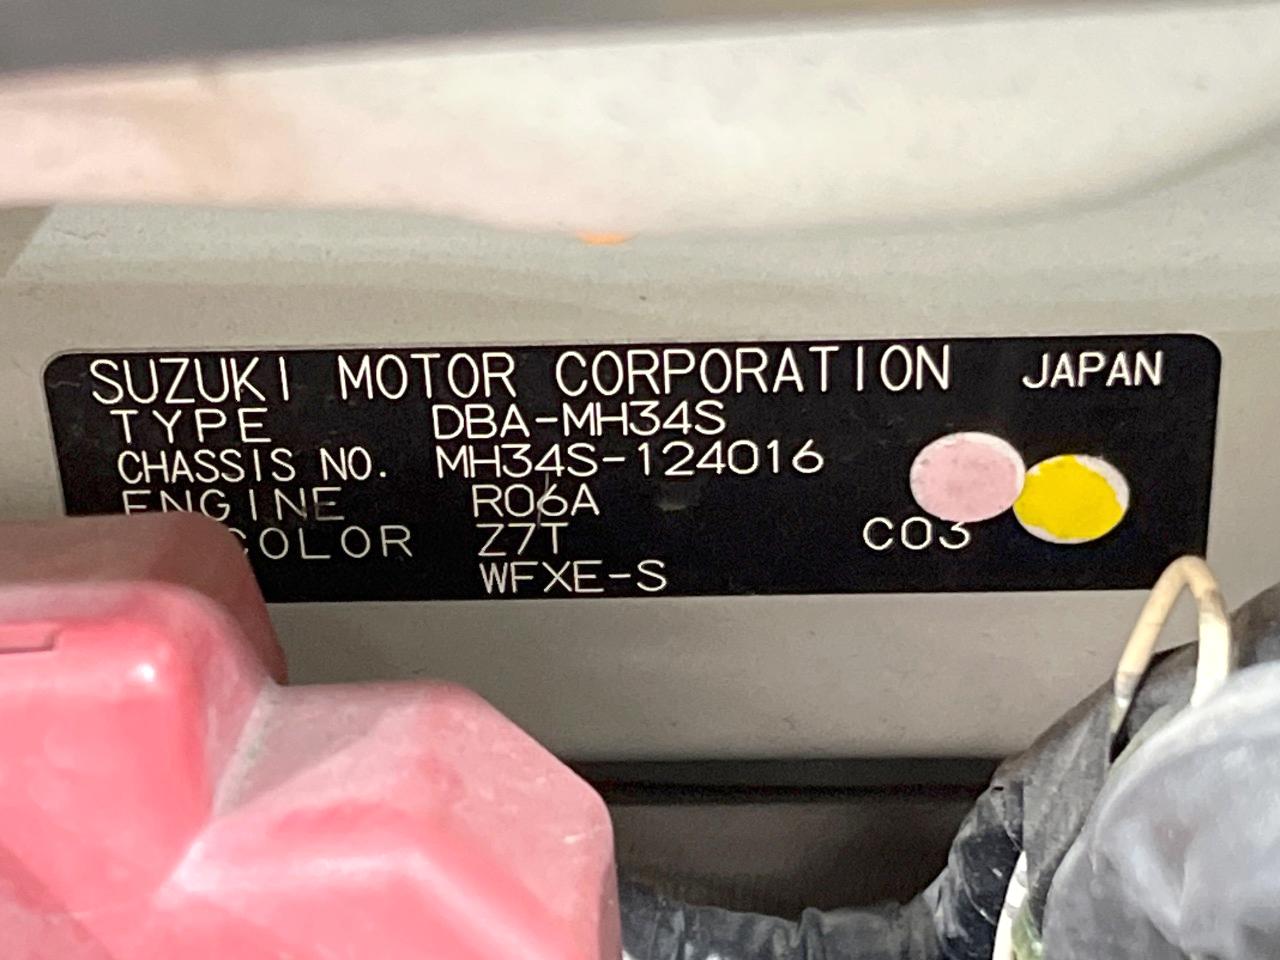 SUZUKI MOTOR CORPORATION JAPAN
TYPE DBA-MH34S
CHASSIS NO. MH34S-124016
ENGINE R06A
COLOR Z7T C03
WFXE-S